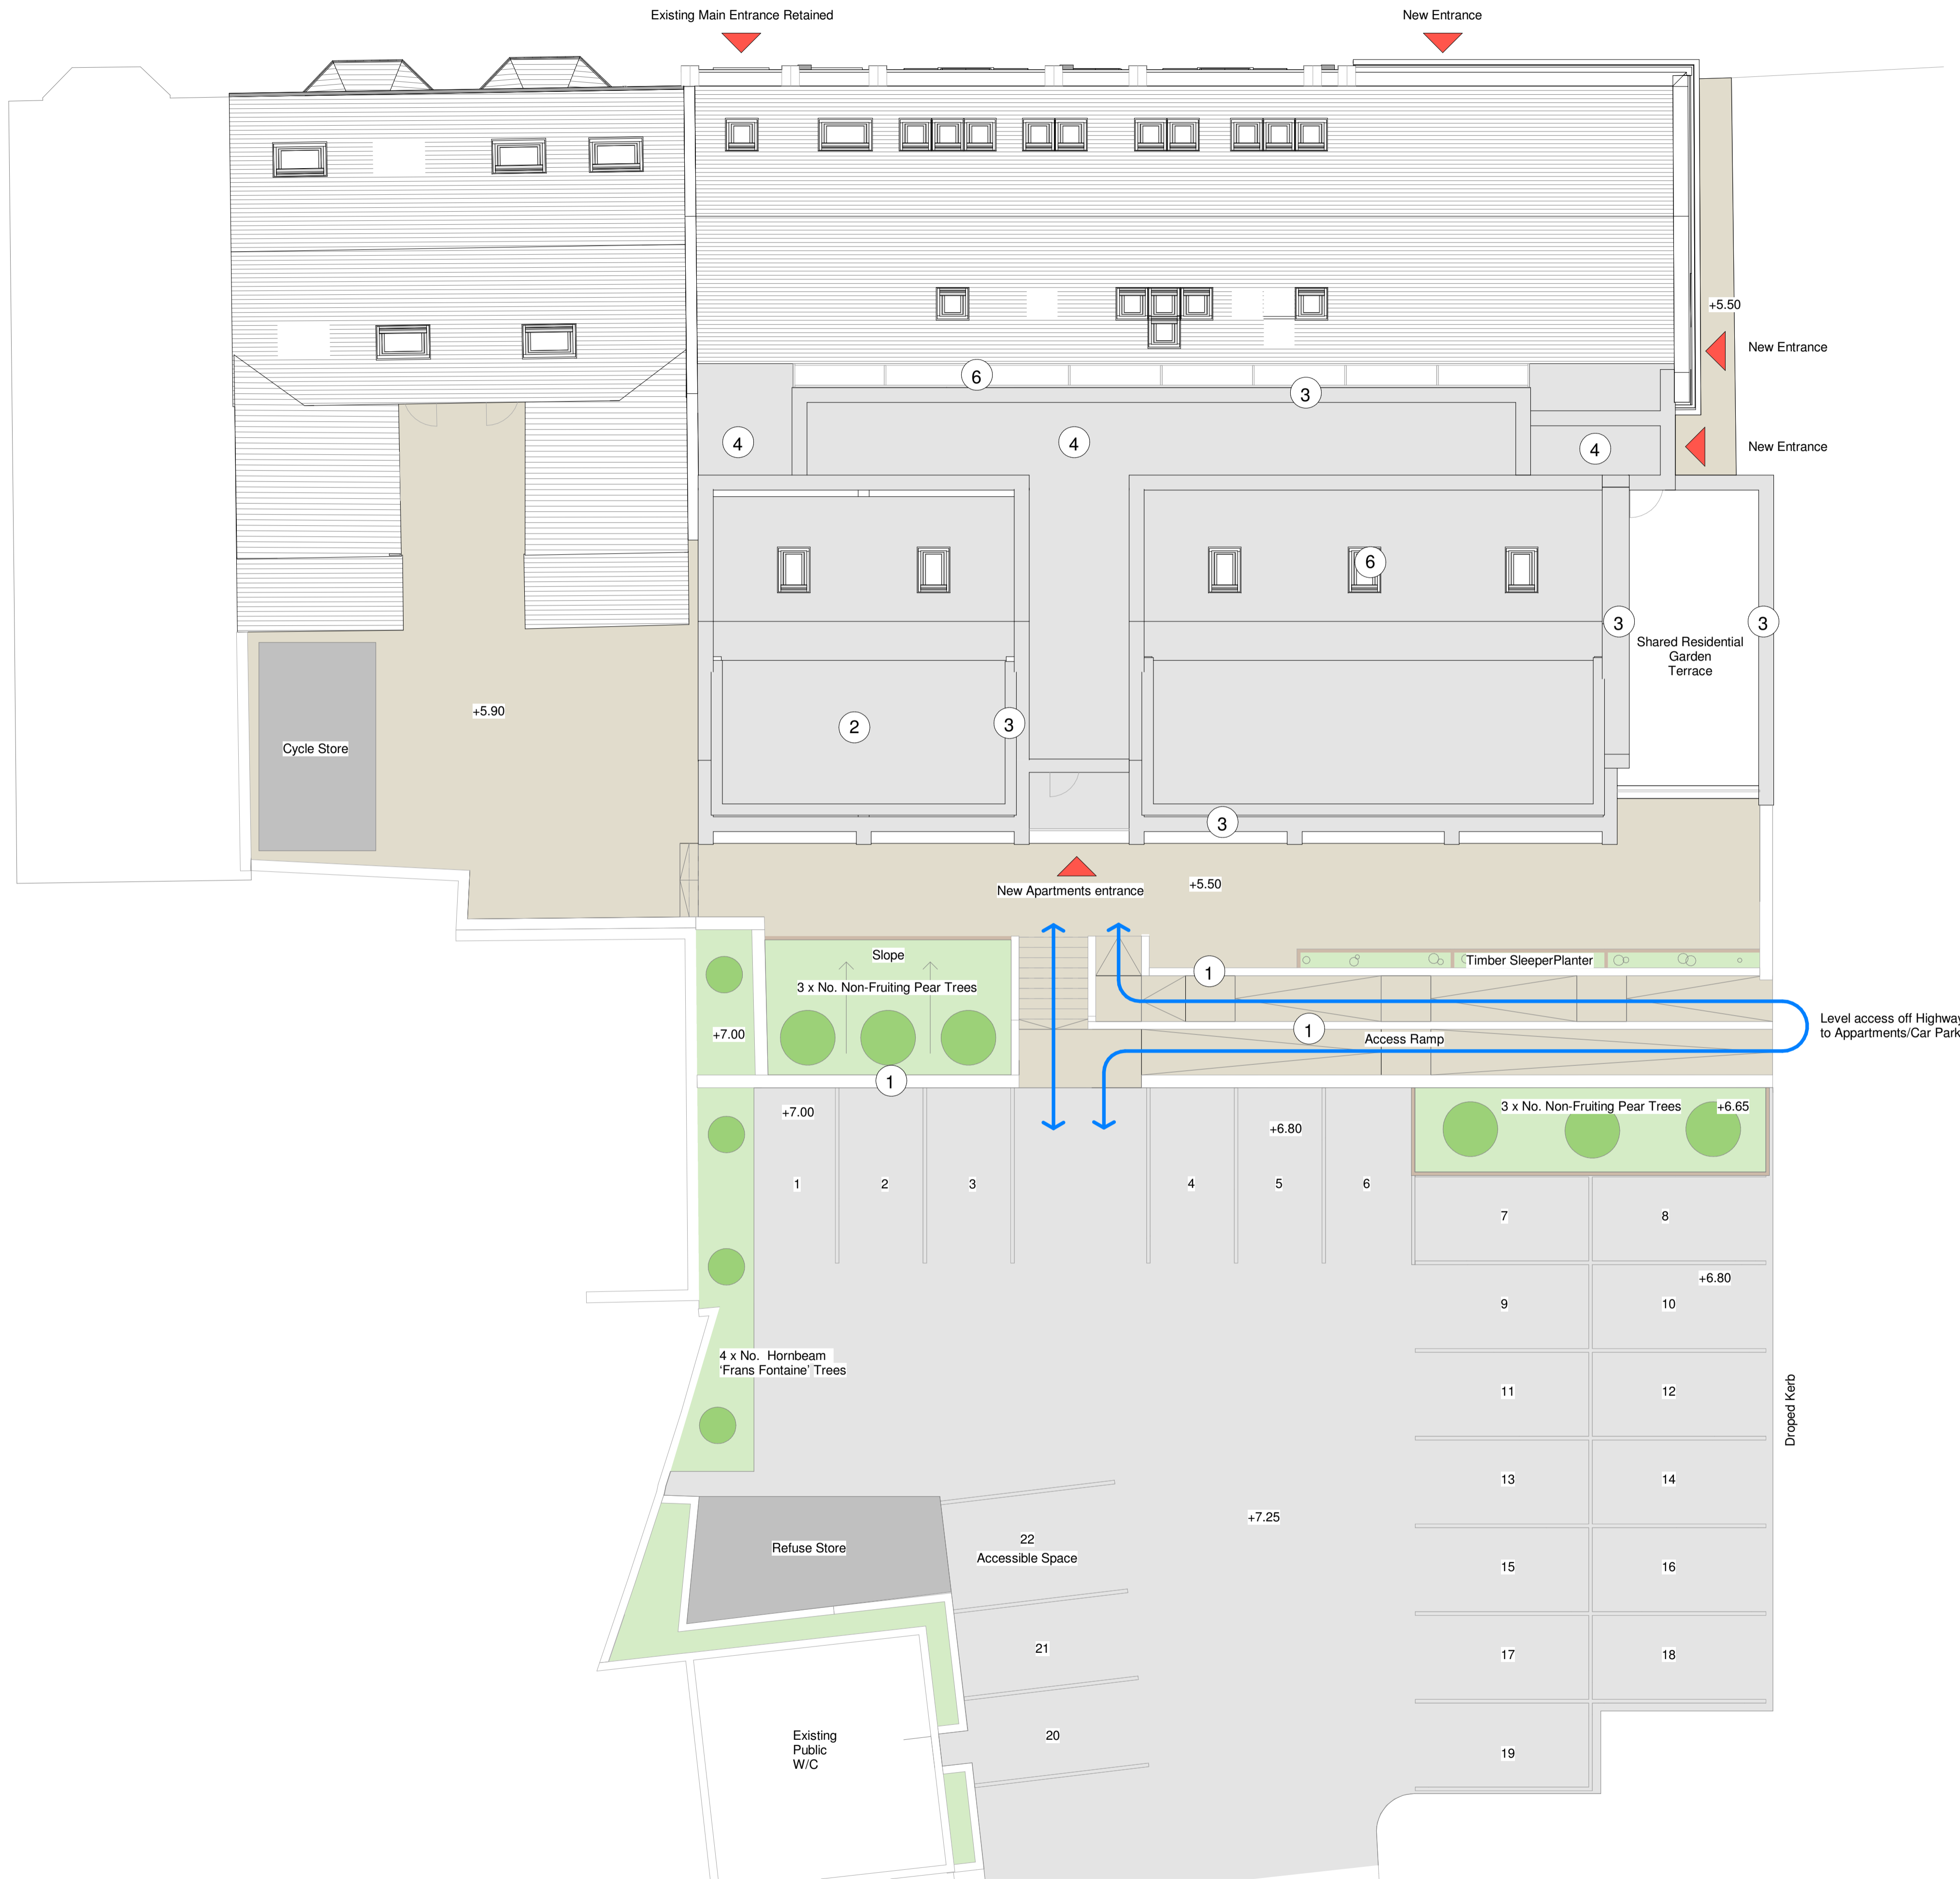 Existing Main Entrance Retained
New Entrance
+5.50
New Entrance
6
3
4
4
4
New Entrance
6
3
3
Shared Residential
Garden
Terrace
+5.90
2
3
Cycle Store
3
+5.50
New Apartments entrance
Slope
Timber SleeperPlanter
1
3 x No. Non-Fruiting Pear Trees
+7.00
1
Access Ramp
Level access off Highway
to Appartments/Car Park
1
+7.00
3 x No. Non-Fruiting Pear Trees
+6.65
+6.80
1
2
3
4
5
6
7
8
+6.80
9
10
4 x No. Hornbeam
'Frans Fontaine' Trees
11
12
Droped Kerb
13
14
+7.25
22
Accessible Space
Refuse Store
15
16
21
17
18
20
Existing
Public
W/C
19